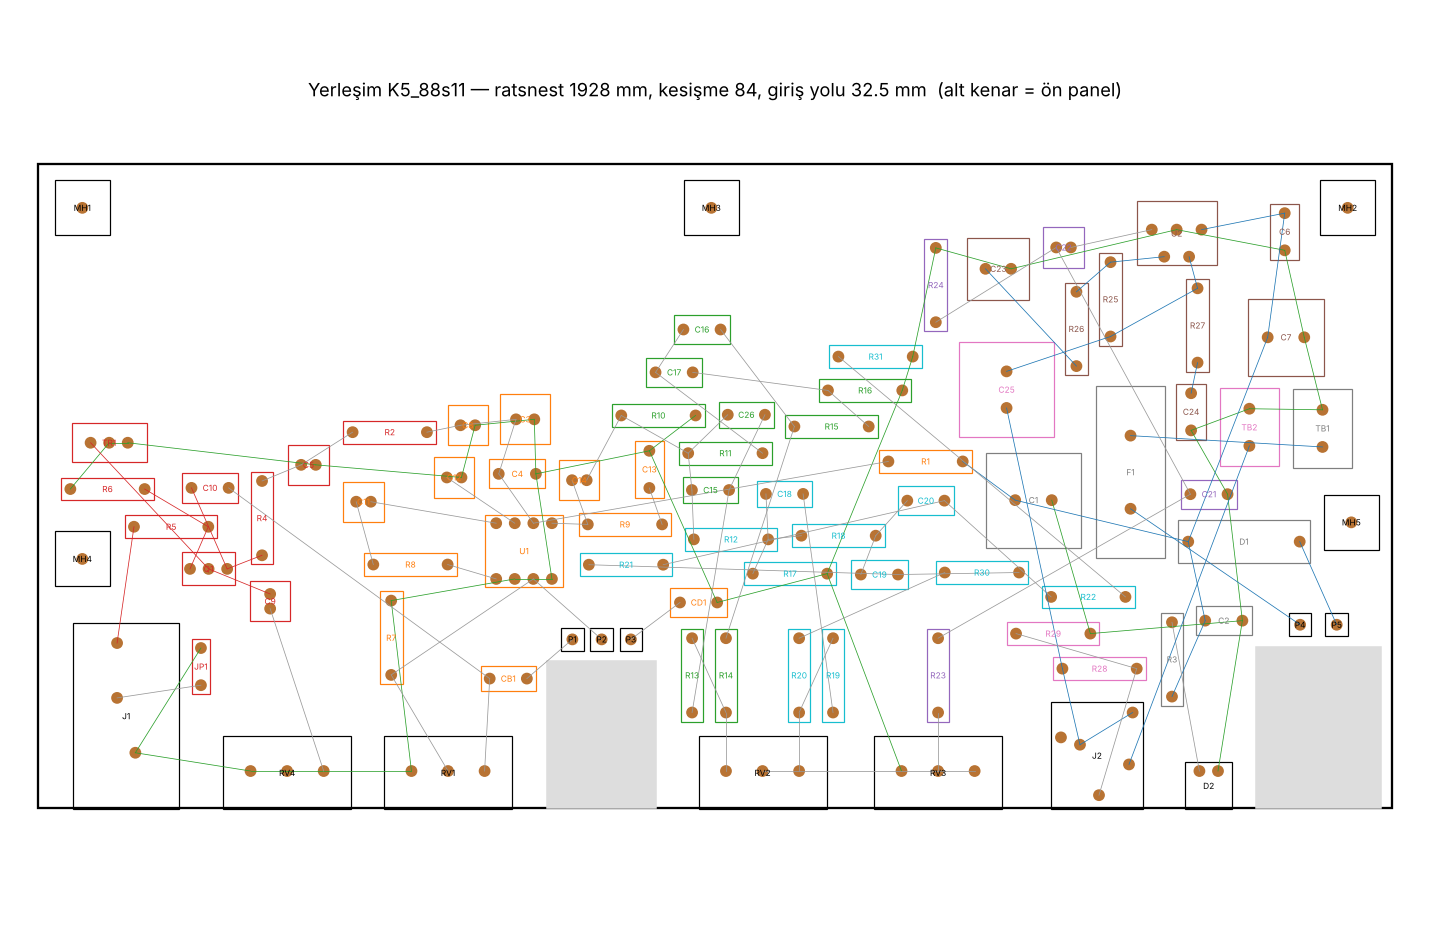 Yerleşim K5_88s11 — ratsnest 1928 mm, kesişme 84, giriş yolu 32.5 mm (alt kenar = ön panel)
MH1
MH3
MH2
C6
R24
C23
R25
R26
R27
C7
C16
R31
C17
R16
C25
R10
C26
R15
C24
TB2
TB1
R2
R11
C13
R1
C4
F1
R6
C10
R4
C15
C18
C20
C1
C21
R5
R9
R12
R18
D1
MH5
U1
MH4
R8
R21
R17
C19
R30
R22
CD1
R7
P1
P2
P3
R29
C2
P4
P5
R3
JP1
CB1
R13
R14
R20
R19
R23
R28
J1
J2
RV4
RV1
RV2
RV3
D2